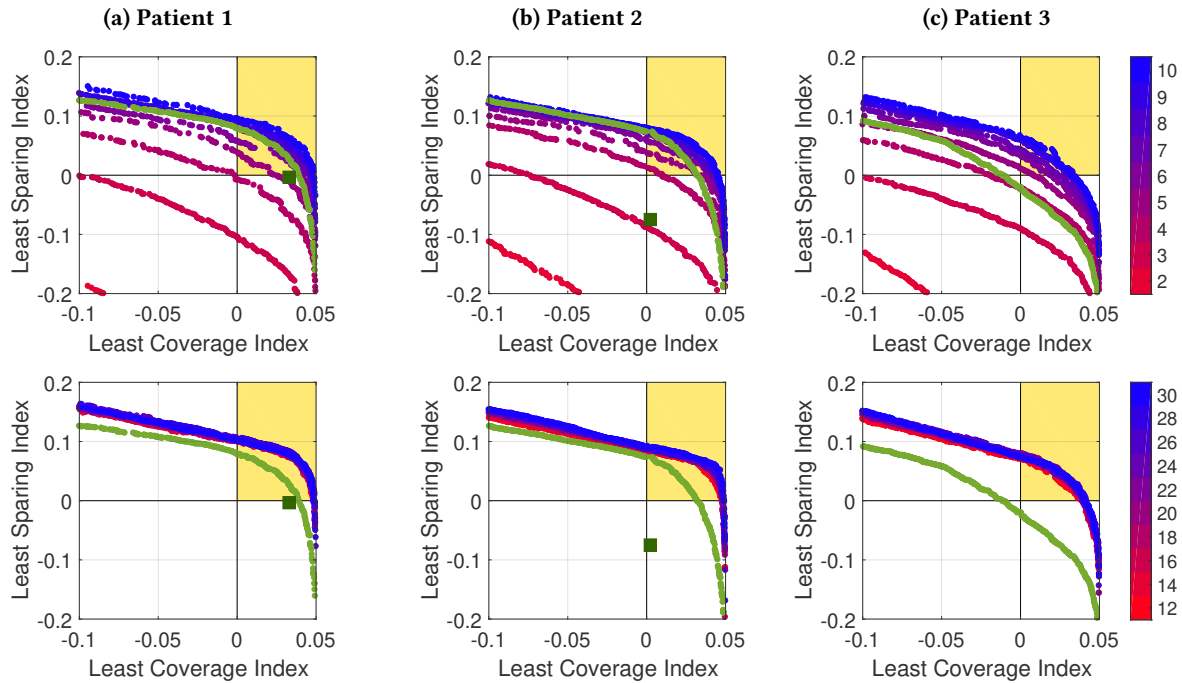 (a) Patient 1
(b) Patient 2
(c) Patient 3
Least Sparing Index
0.2
0.1
0
-0.1
-0.2
-0.1 -0.05 0 0.05
Least Coverage Index
Least Sparing Index
0.2
0.1
0
-0.1
-0.2
-0.1 -0.05 0 0.05
Least Coverage Index
Least Sparing Index
0.2
0.1
0
-0.1
-0.2
-0.1 -0.05 0 0.05
Least Coverage Index
10
9
8
7
6
5
4
3
2
Least Sparing Index
0.2
0.1
0
-0.1
-0.2
-0.1 -0.05 0 0.05
Least Coverage Index
Least Sparing Index
0.2
0.1
0
-0.1
-0.2
-0.1 -0.05 0 0.05
Least Coverage Index
Least Sparing Index
0.2
0.1
0
-0.1
-0.2
-0.1 -0.05 0 0.05
Least Coverage Index
30
28
26
24
22
20
18
16
14
12